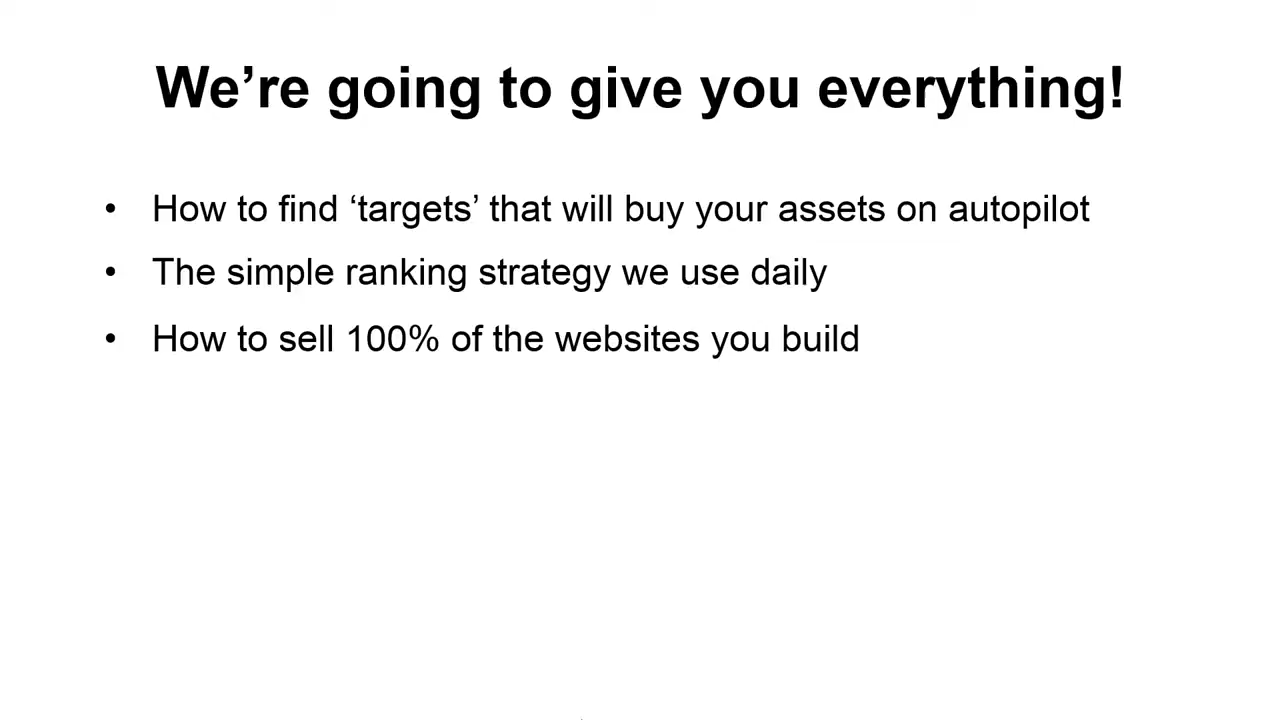 We’re going to give you everything!
• How to find ‘targets’ that will buy your assets on autopilot
• The simple ranking strategy we use daily
• How to sell 100% of the websites you build